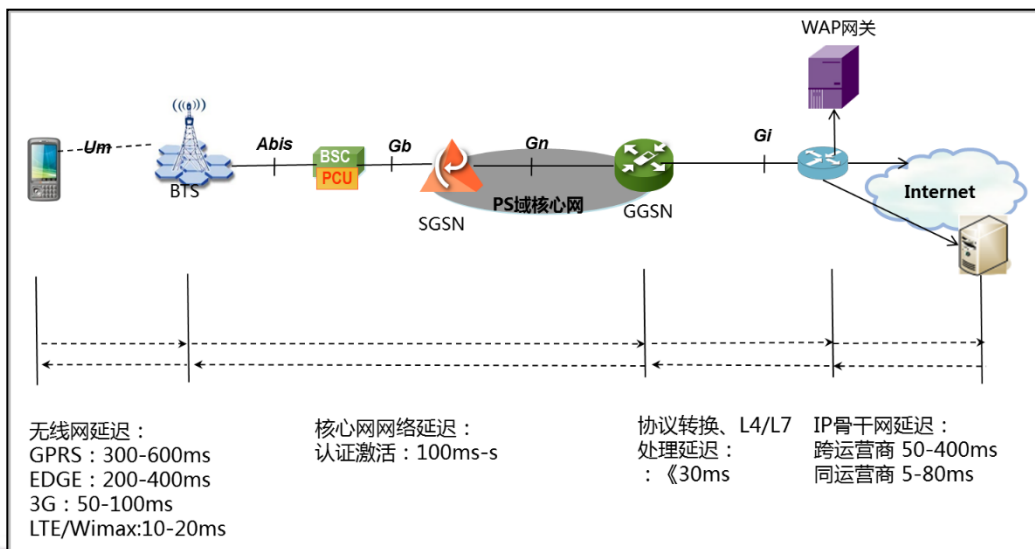 WAP网关
Um
Abis
Gb
Gn
Gi
BSC
PCU
BTS
SGSN
PS域核心网
GGSN
Internet
无线网延迟：
GPRS：300-600ms
EDGE：200-400ms
3G：50-100ms
LTE/Wimax:10-20ms
核心网网络延迟：
认证激活：100ms-s
协议转换、L4/L7
处理延迟：
：《30ms
IP骨干网延迟：
跨运营商 50-400ms
同运营商 5-80ms